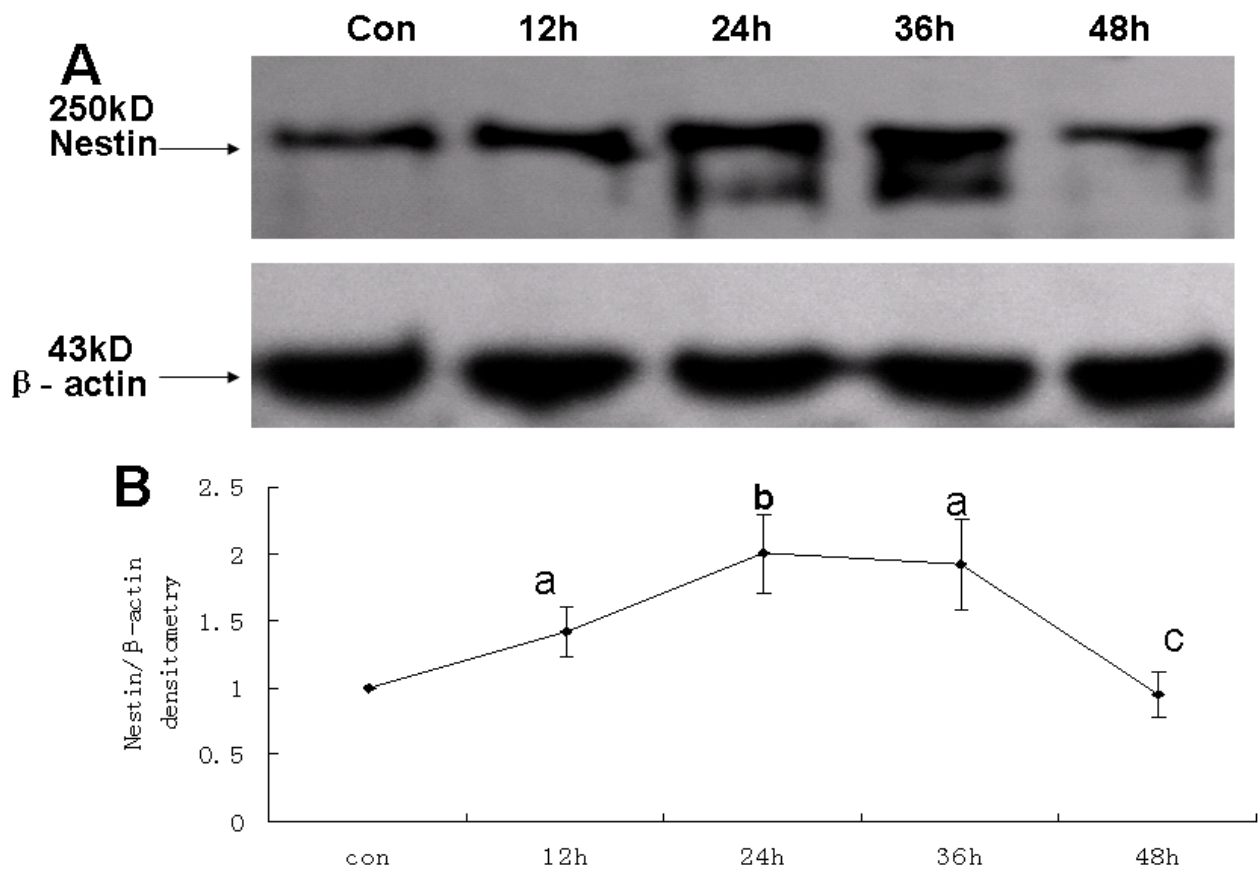 Con 12h 24h 36h 48h
A
250kD
Nestin
43kD
β - actin
B
Nestin/β-actin
densitometry
2.5
2
1.5
1
0.5
0
a
b
a
c
con 12h 24h 36h 48h